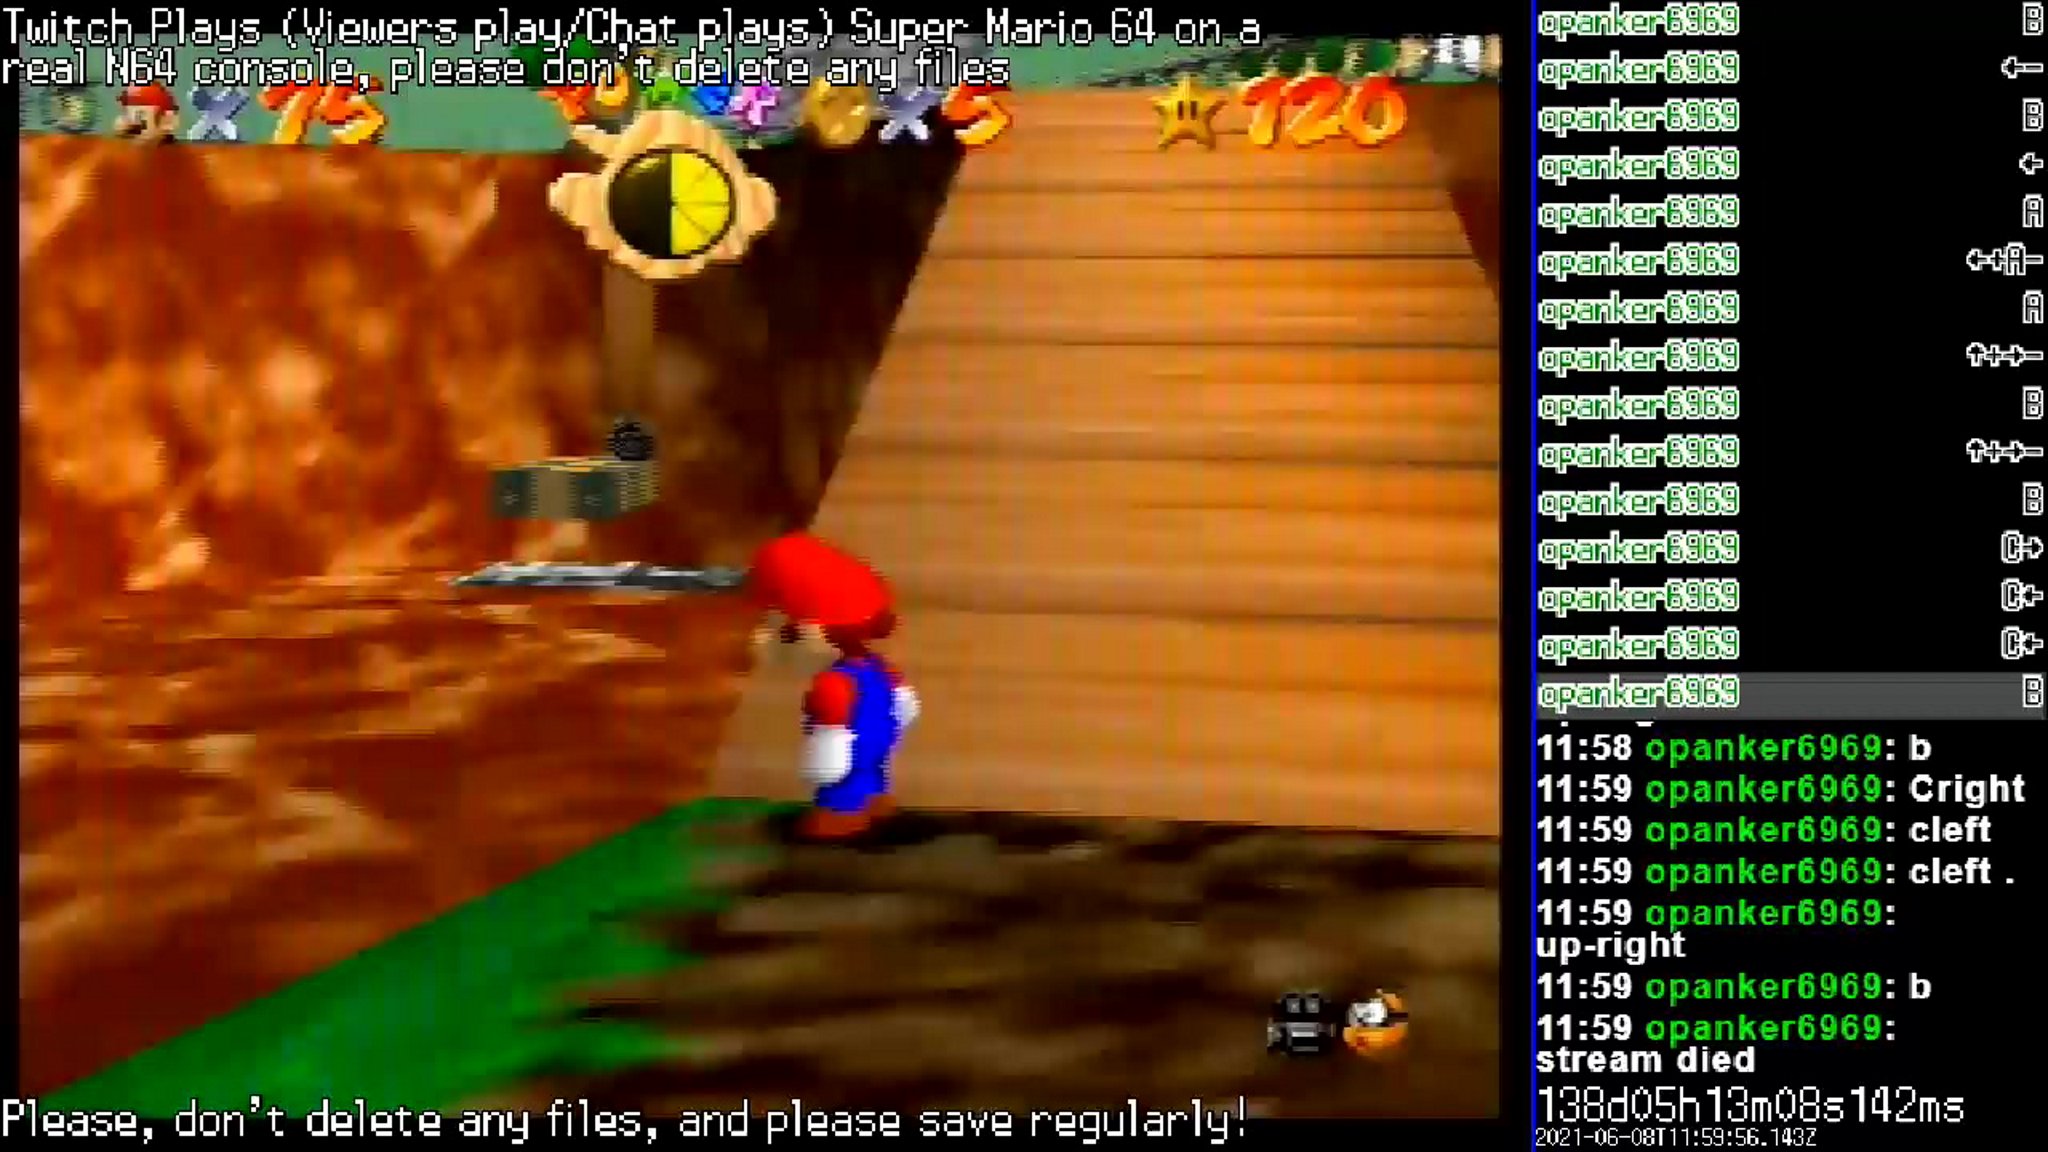 Twitch Plays (Viewers play/Chat plays) Super Mario 64 on a
real N64 console, please don't delete any files
75
5
120
opanker6969 B
opanker6969 ←
opanker6969 B
opanker6969 ←
opanker6969 A
opanker6969 ←+A
opanker6969 A
opanker6969 ↑+→
opanker6969 B
opanker6969 ↑+→
opanker6969 B
opanker6969 C→
opanker6969 C←
opanker6969 C←
opanker6969 B
11:58 opanker6969: b
11:59 opanker6969: Cright
11:59 opanker6969: cleft
11:59 opanker6969: cleft .
11:59 opanker6969:
up-right
11:59 opanker6969: b
11:59 opanker6969:
stream died
138d05h13m08s142ms
2021-06-08T11:59:56.143Z
Please, don't delete any files, and please save regularly!